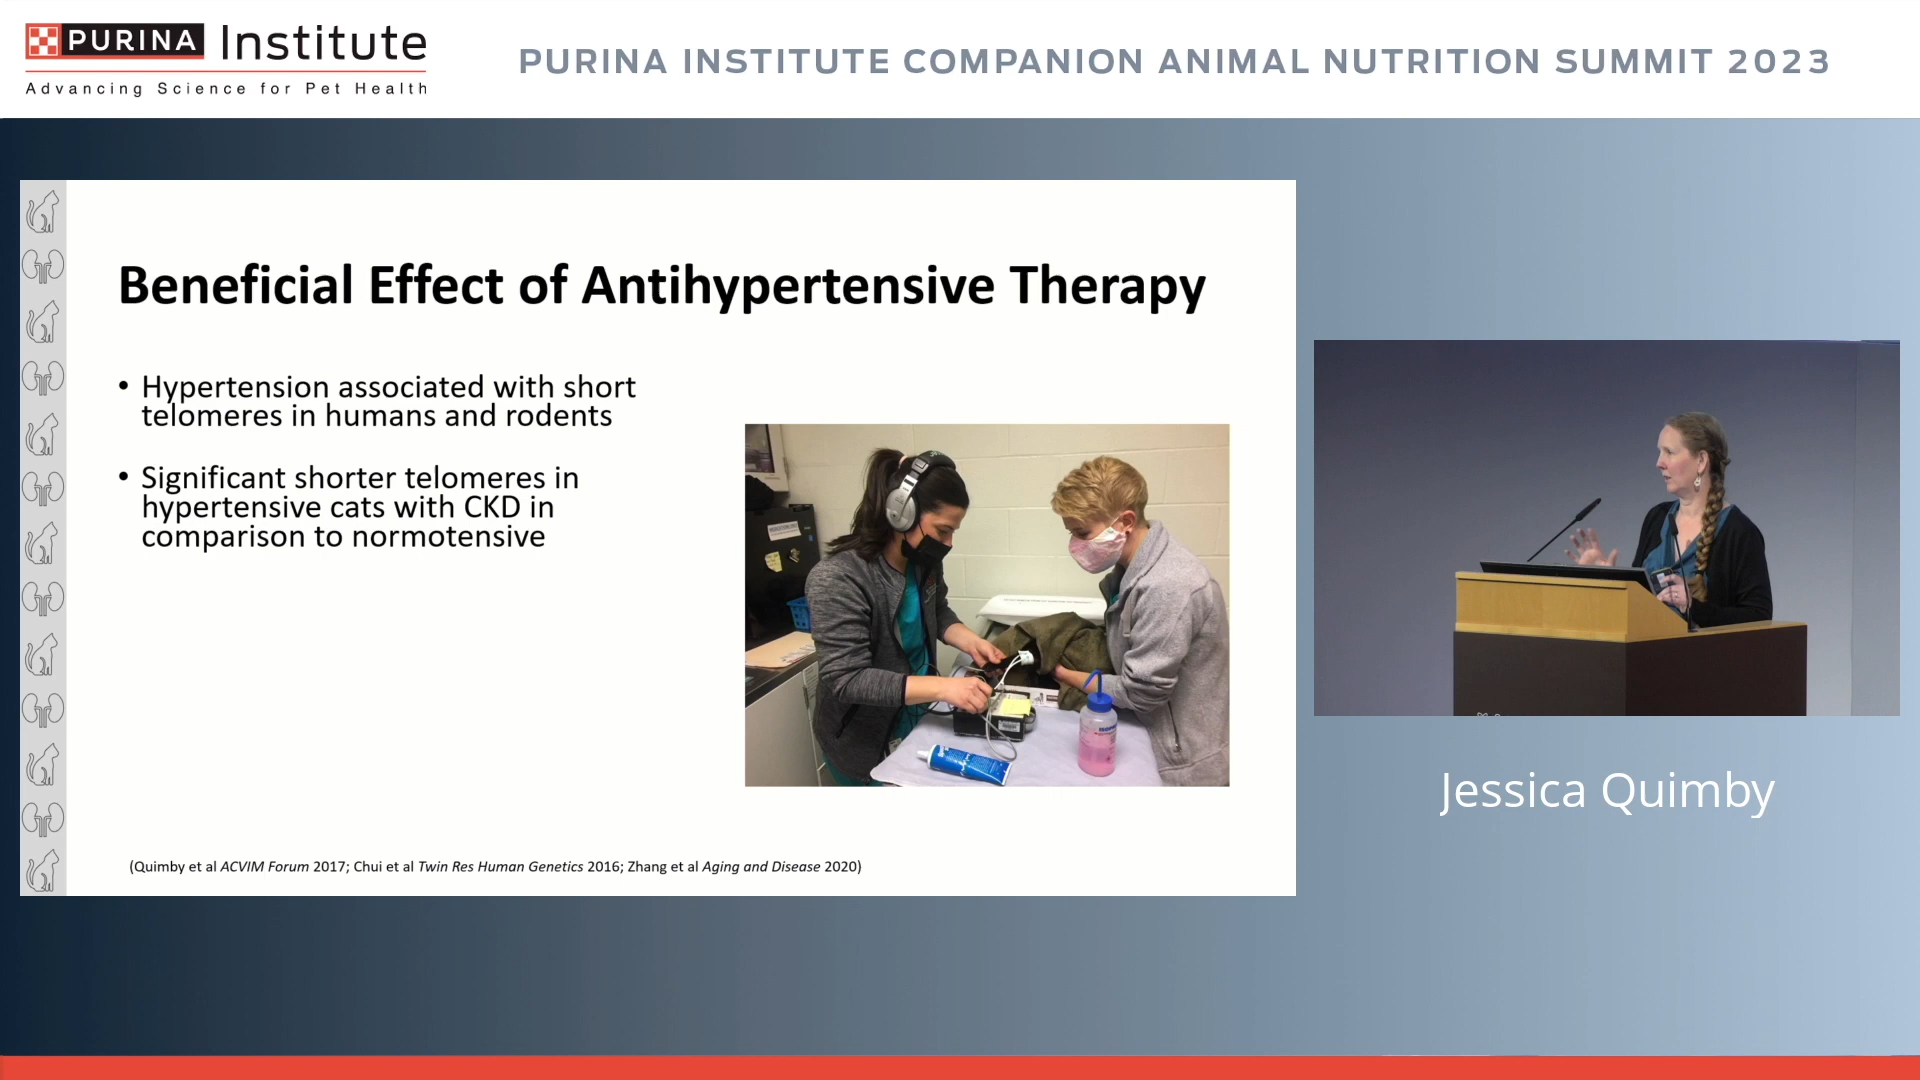 PURINA Institute
Advancing Science for Pet Health
PURINA INSTITUTE COMPANION ANIMAL NUTRITION SUMMIT 2023
Beneficial Effect of Antihypertensive Therapy
• Hypertension associated with short
telomeres in humans and rodents
• Significant shorter telomeres in
hypertensive cats with CKD in
comparison to normotensive
(Quimby et al ACVIM Forum 2017; Chui et al Twin Res Human Genetics 2016; Zhang et al Aging and Disease 2020)
Jessica Quimby